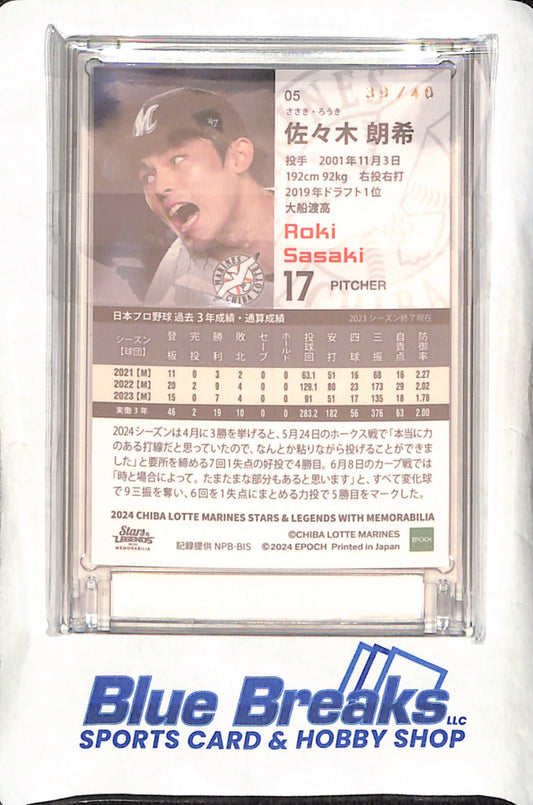 05 39/40
ささき・ろうき
佐々木 朗希
投手 2001年11月3日
192cm 92kg 右投右打
2019年ドラフト1位
大船渡高
Roki
Sasaki
17 PITCHER
M
47
MARINES
CHIBA LOTTE
日本プロ野球 過去3年成績・通算成績 2023 シーズン終了現在
シーズン【球団】 登板 完投 勝利 敗北 セーブ ホールド 投球回 安打 四球 三振 自責点 防御率
2021【M】 11 0 3 2 0 0 63.1 51 16 68 16 2.27
2022【M】 20 2 9 4 0 0 129.1 80 23 173 29 2.02
2023【M】 15 0 7 4 0 0 91 51 17 135 18 1.78
実働3年 46 2 19 10 0 0 283.2 182 56 376 63 2.00
2024シーズンは4月に3勝を挙げると、5月24日のホークス戦で「本当に力
のある打線だと思っていたので、なんとか粘りながら投げることができ
ました」と要所を締める7回1失点の好投で4勝目。6月8日のカープ戦では
「時と場合によって。たまたまな部分もあると思います」と、すべて変化球
で9三振を奪い、6回を1失点にまとめる力投で5勝目をマークした。
2024 CHIBA LOTTE MARINES STARS & LEGENDS WITH MEMORABILIA
Stars &
LEGENDS
WITH
MEMORABILIA
記録提供 NPB-BIS
©CHIBA LOTTE MARINES
©2024 EPOCH Printed in Japan
EPOCH
Blue Breaks LLC
SPORTS CARD & HOBBY SHOP